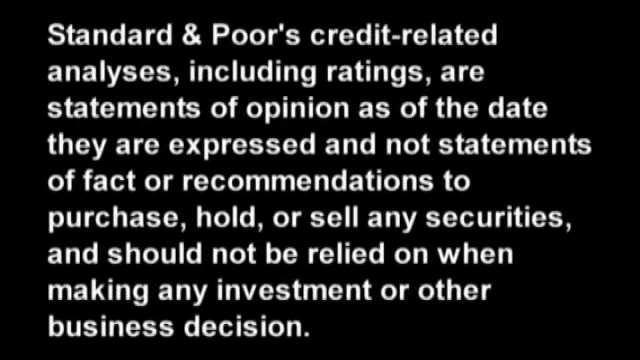 Standard & Poor's credit-related
analyses, including ratings, are
statements of opinion as of the date
they are expressed and not statements
of fact or recommendations to
purchase, hold, or sell any securities,
and should not be relied on when
making any investment or other
business decision.